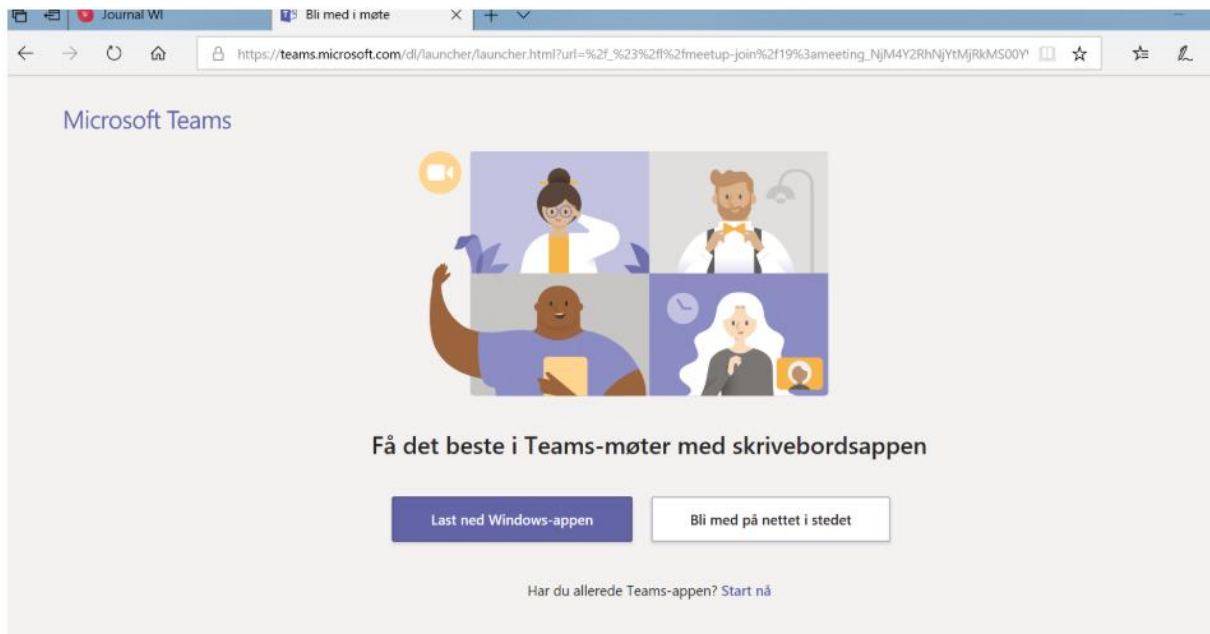 Journal WI
Bli med i møte
https://teams.microsoft.com/dl/launcher/launcher.html?url=%2f_%23%2fl%2fmeetup-join%2f19%3ameeting_NjM4Y2RhNjYtMjRkMS00Y
Microsoft Teams
Få det beste i Teams-møter med skrivebordsappen
Last ned Windows-appen
Bli med på nettet i stedet
Har du allerede Teams-appen? Start nå